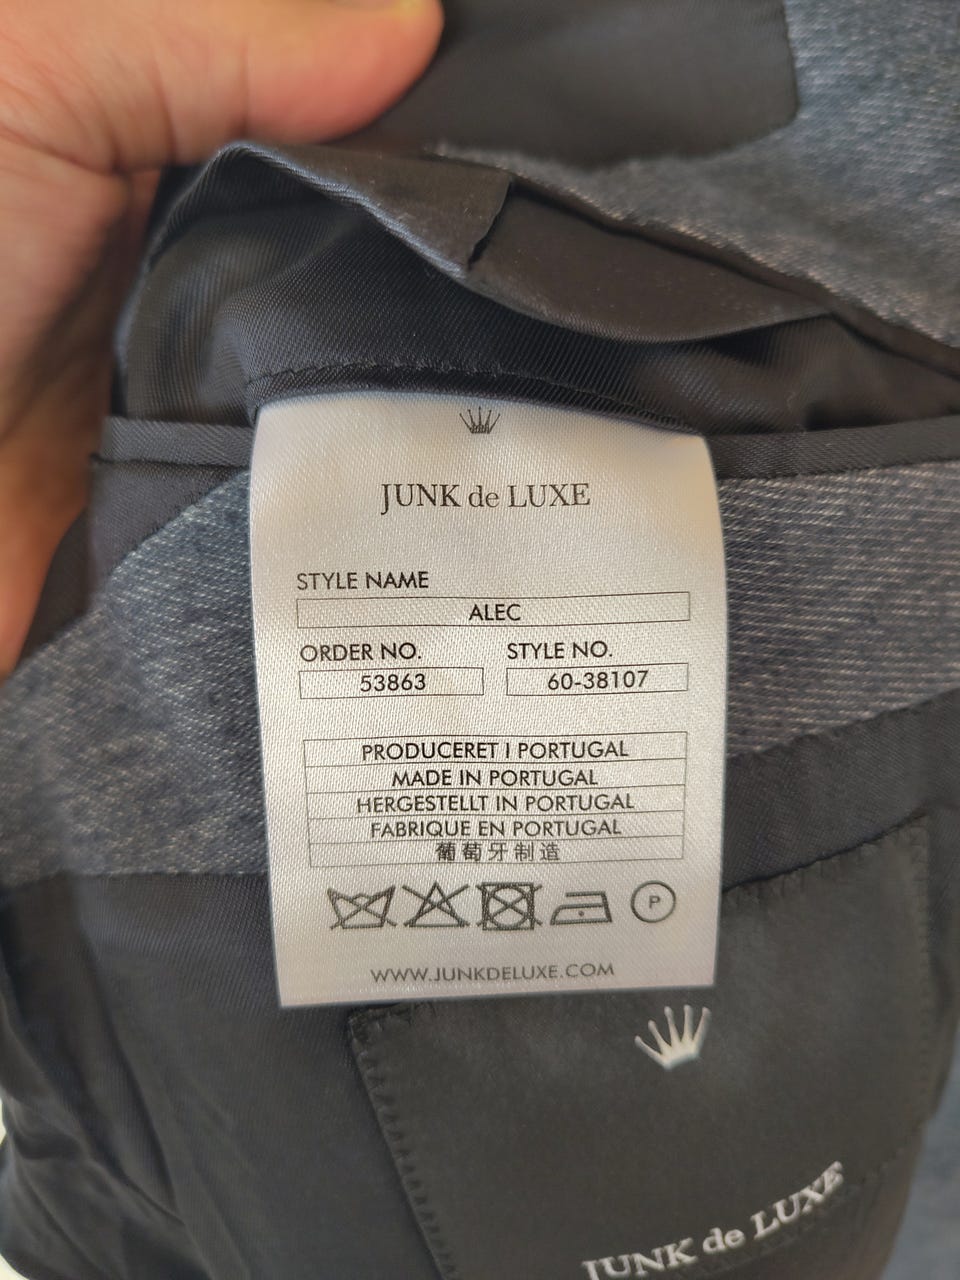 JUNK de LUXE
STYLE NAME
ALEC
ORDER NO.
STYLE NO.
53863
60-38107
PRODUCERET I PORTUGAL
MADE IN PORTUGAL
HERGESTELLT IN PORTUGAL
FABRIQUE EN PORTUGAL
葡萄牙制造
P
WWW.JUNKDELUXE.COM
JUNK de LUXE